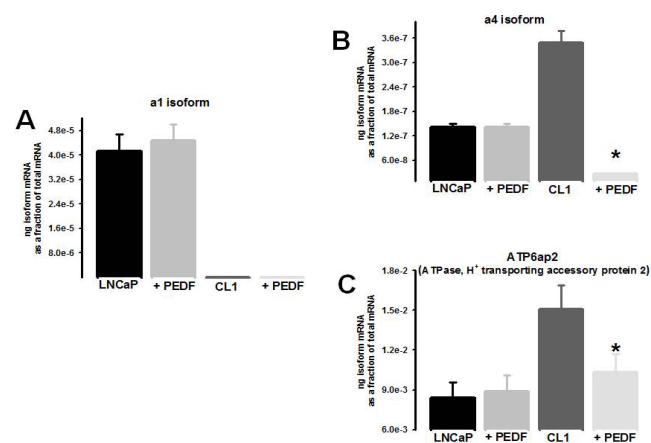 A
a1 isoform
ng isoform mRNA
as a fraction of total mRNA
4.8e-5
4.0e-5
3.2e-5
2.4e-5
1.6e-5
8.0e-6
LNCaP
+ PEDF
CL1
+ PEDF
B
a4 isoform
ng isoform mRNA
as a fraction of total mRNA
3.6e-7
3.0e-7
2.4e-7
1.8e-7
1.2e-7
6.0e-8
*
LNCaP
+ PEDF
CL1
+ PEDF
C
ATP6ap2
(ATPase, H+ transporting accessory protein 2)
ng isoform mRNA
as a fraction of total mRNA
1.8e-2
1.5e-2
1.2e-2
9.0e-3
6.0e-3
*
LNCaP
+ PEDF
CL1
+ PEDF